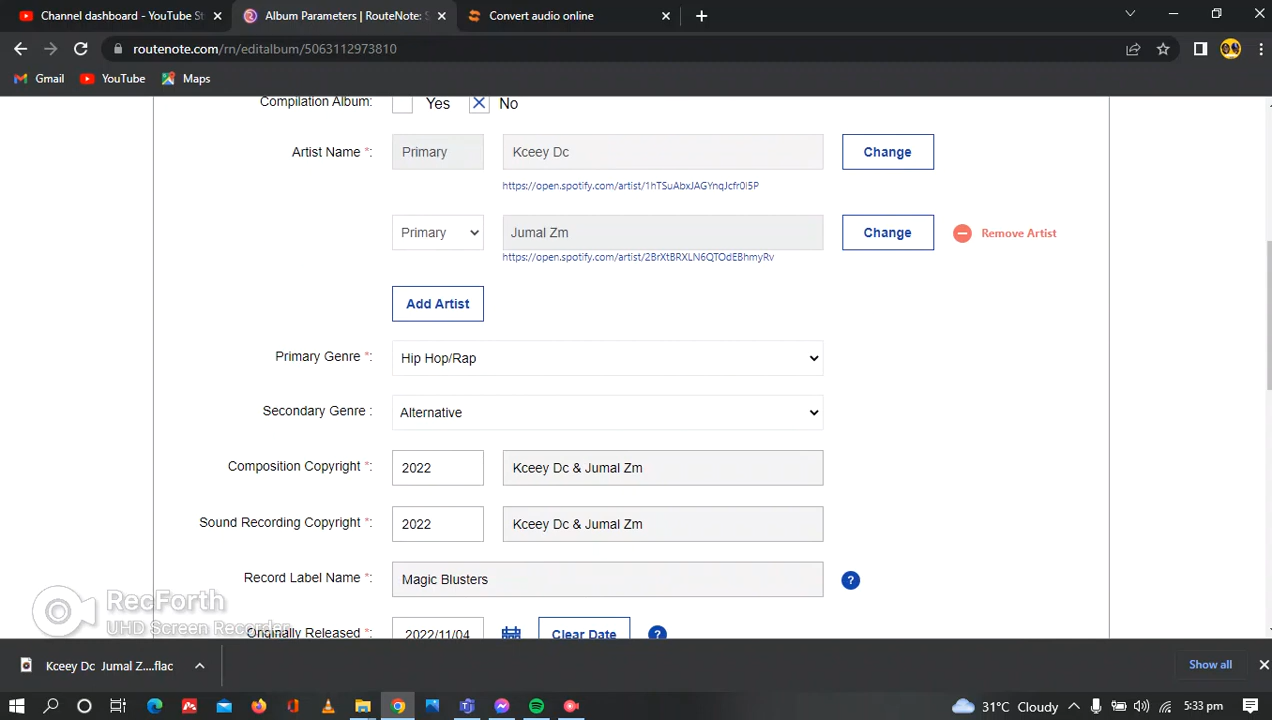 Channel dashboard - YouTube St
Album Parameters | RouteNote: S
Convert audio online
routenote.com/rn/editalbum/5063112973810
Gmail
YouTube
Maps
Compilation Album:
Yes
No
Artist Name *:
Primary
Kceey Dc
Change
https://open.spotify.com/artist/1hTSuAbxJAGYnqJcfr0I5P
Primary
Jumal Zm
Change
Remove Artist
https://open.spotify.com/artist/2BrXtBRXLN6QTOdEBhmyRv
Add Artist
Primary Genre *:
Hip Hop/Rap
Secondary Genre :
Alternative
Composition Copyright *:
2022
Kceey Dc & Jumal Zm
Sound Recording Copyright *:
2022
Kceey Dc & Jumal Zm
Record Label Name *:
Magic Blusters
?
RecForth
UHD Screen Recorder
Originally Released *:
2022/11/04
Clear Date
?
Kceey Dc Jumal Z....flac
Show all
31°C Cloudy
5:33 pm